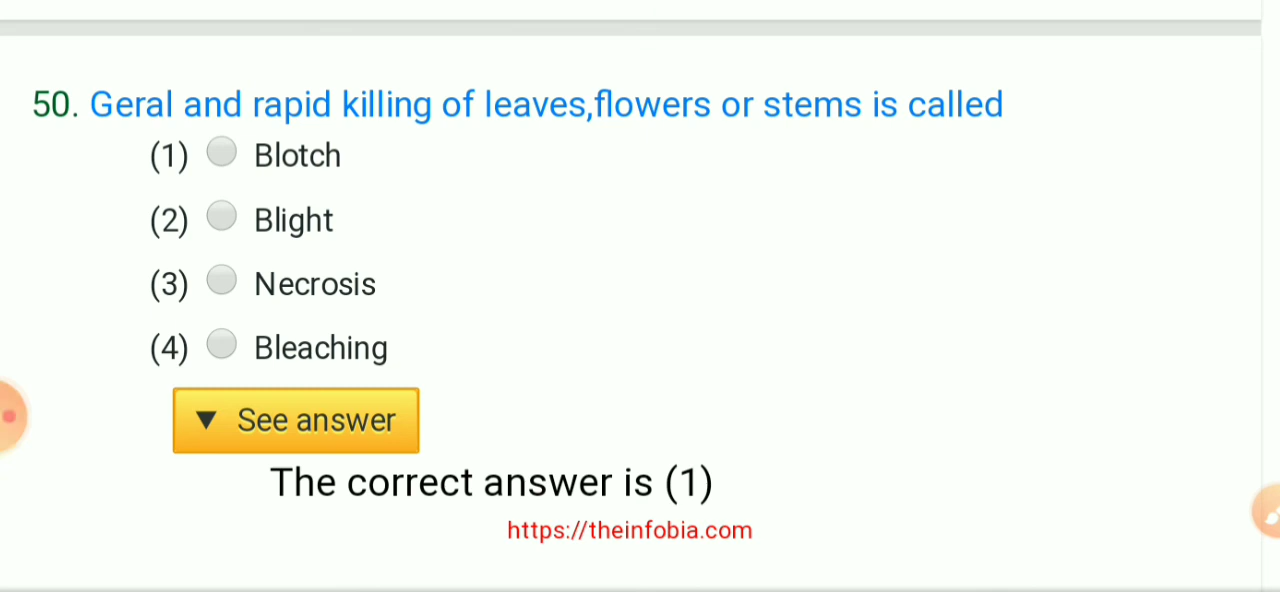 50. Geral and rapid killing of leaves,flowers or stems is called
(1) Blotch
(2) Blight
(3) Necrosis
(4) Bleaching
▼ See answer
The correct answer is (1)
https://theinfobia.com